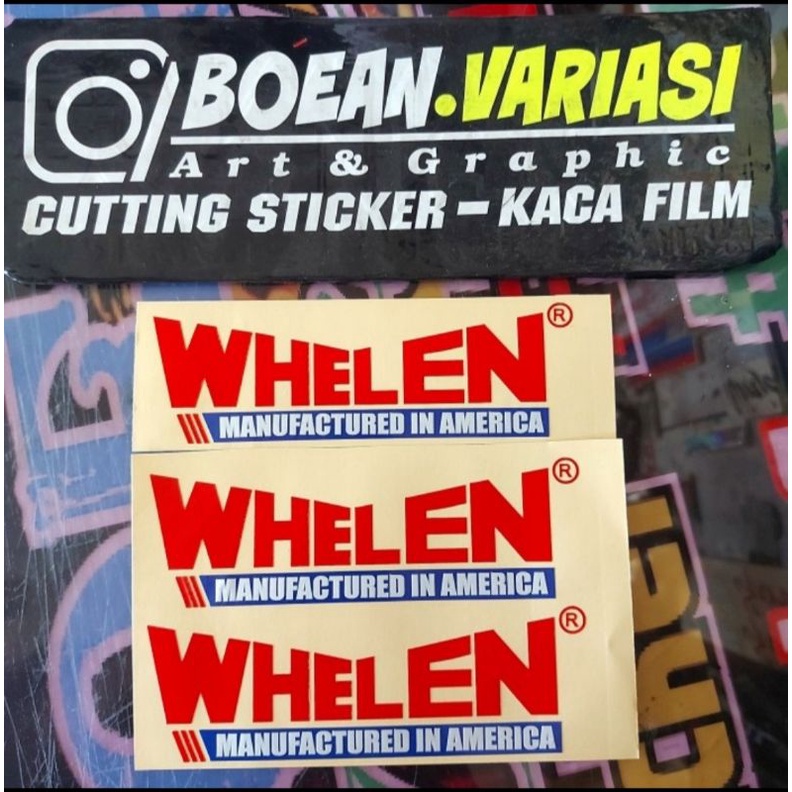 BOEAN.VARIASI
Art & Graphic
CUTTING STICKER - KACA FILM
WHELEN®
MANUFACTURED IN AMERICA
WHELEN®
MANUFACTURED IN AMERICA
WHELEN®
MANUFACTURED IN AMERICA